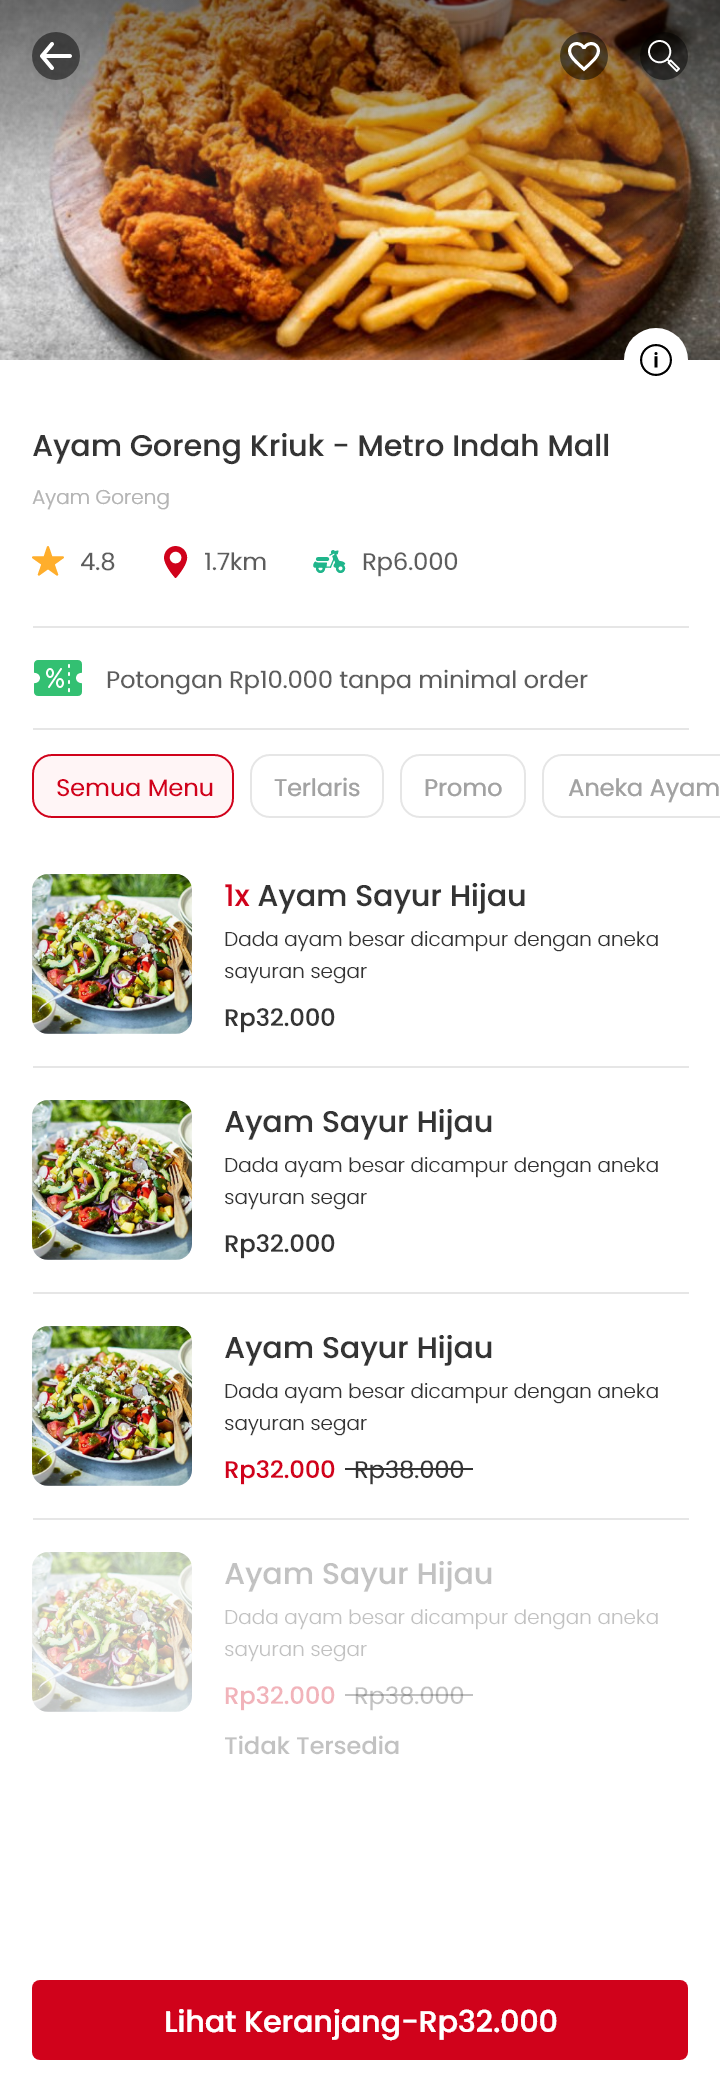 Ayam Goreng Kriuk - Metro Indah Mall
Ayam Goreng
4.8 1.7km Rp6.000
% Potongan Rp10.000 tanpa minimal order
Semua Menu Terlaris Promo Aneka Ayam
1x Ayam Sayur Hijau
Dada ayam besar dicampur dengan aneka
sayuran segar
Rp32.000
Ayam Sayur Hijau
Dada ayam besar dicampur dengan aneka
sayuran segar
Rp32.000
Ayam Sayur Hijau
Dada ayam besar dicampur dengan aneka
sayuran segar
Rp32.000 Rp38.000
Ayam Sayur Hijau
Dada ayam besar dicampur dengan aneka
sayuran segar
Rp32.000 Rp38.000
Tidak Tersedia
Lihat Keranjang-Rp32.000